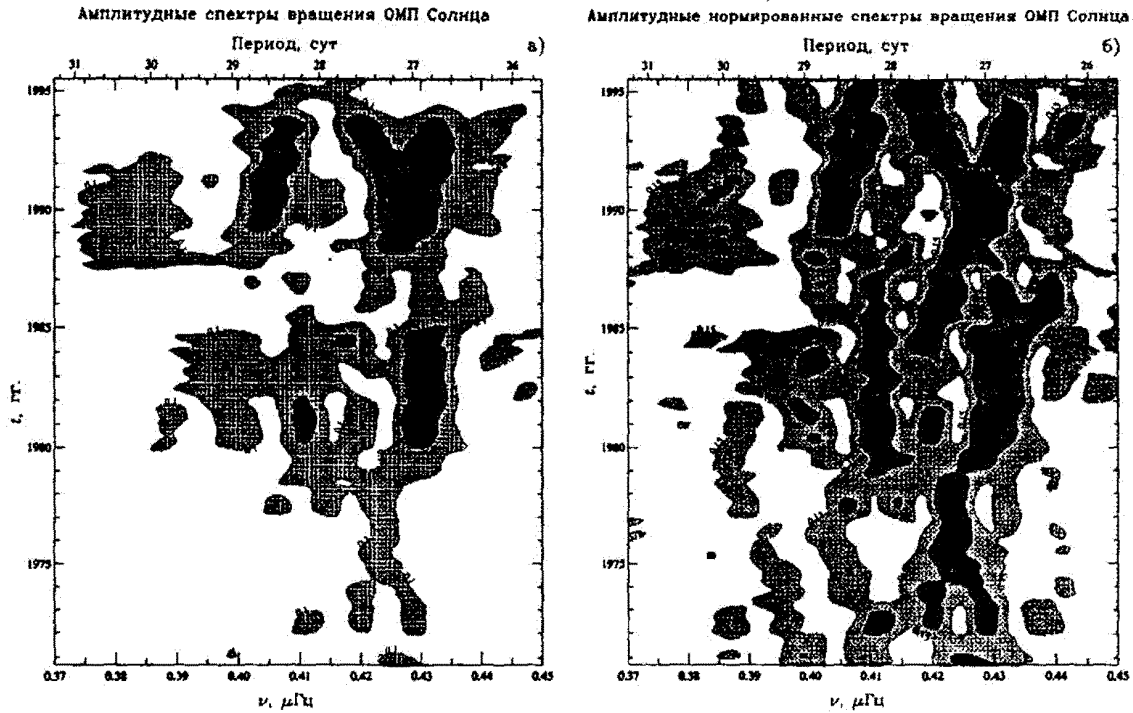 Амплитудные спектры вращения ОМП Солнца
Период, сут
а)
31 30 29 28 27 26
1995
1990
1985
1980
1975
t, гг.
0.37 0.38 0.39 0.40 0.41 0.42 0.43 0.44 0.45
ν, μГц
Амплитудные нормированные спектры вращения ОМП Солнца
Период, сут
б)
31 30 29 28 27 26
1995
1990
1985
1980
1975
t, гг.
0.37 0.38 0.39 0.40 0.41 0.42 0.43 0.44 0.45
ν, μГц